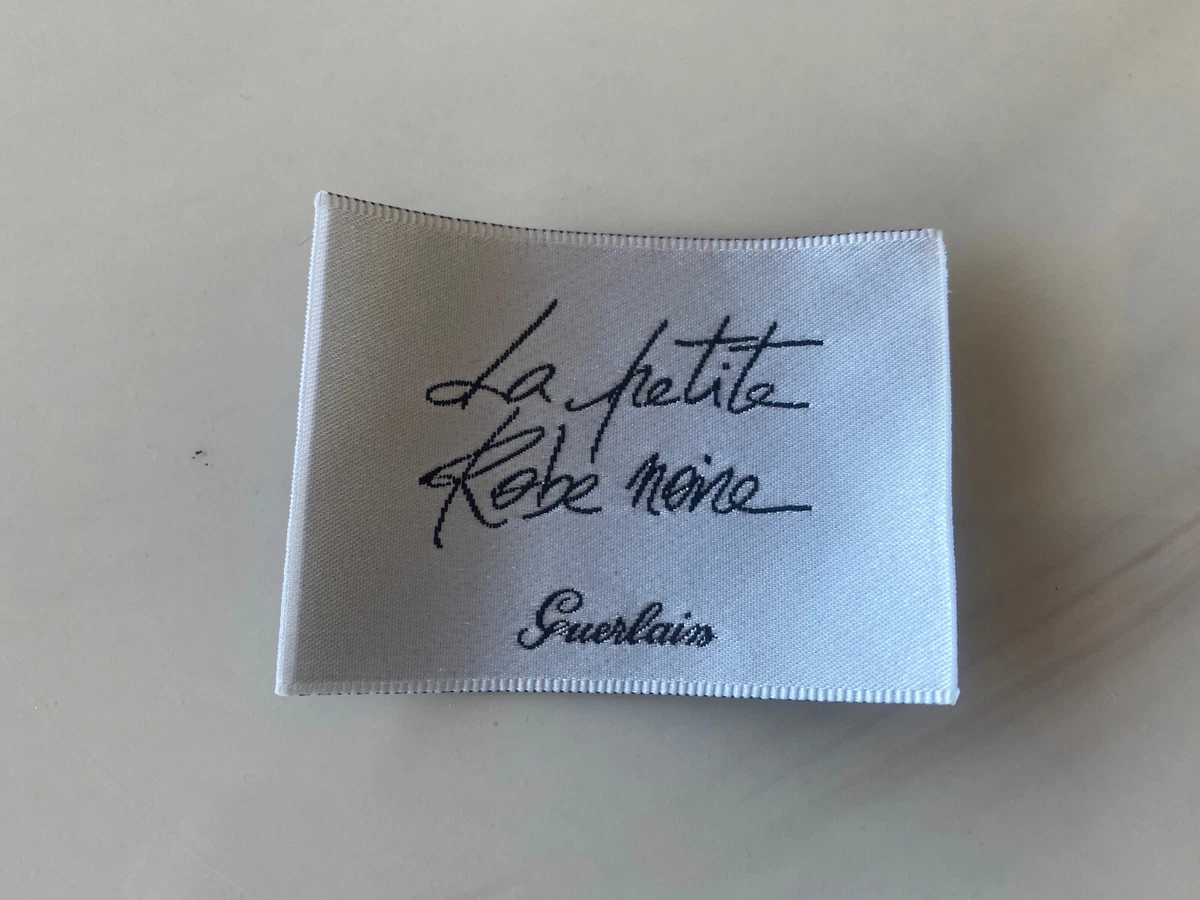 La petite
Robe noire
Guerlain